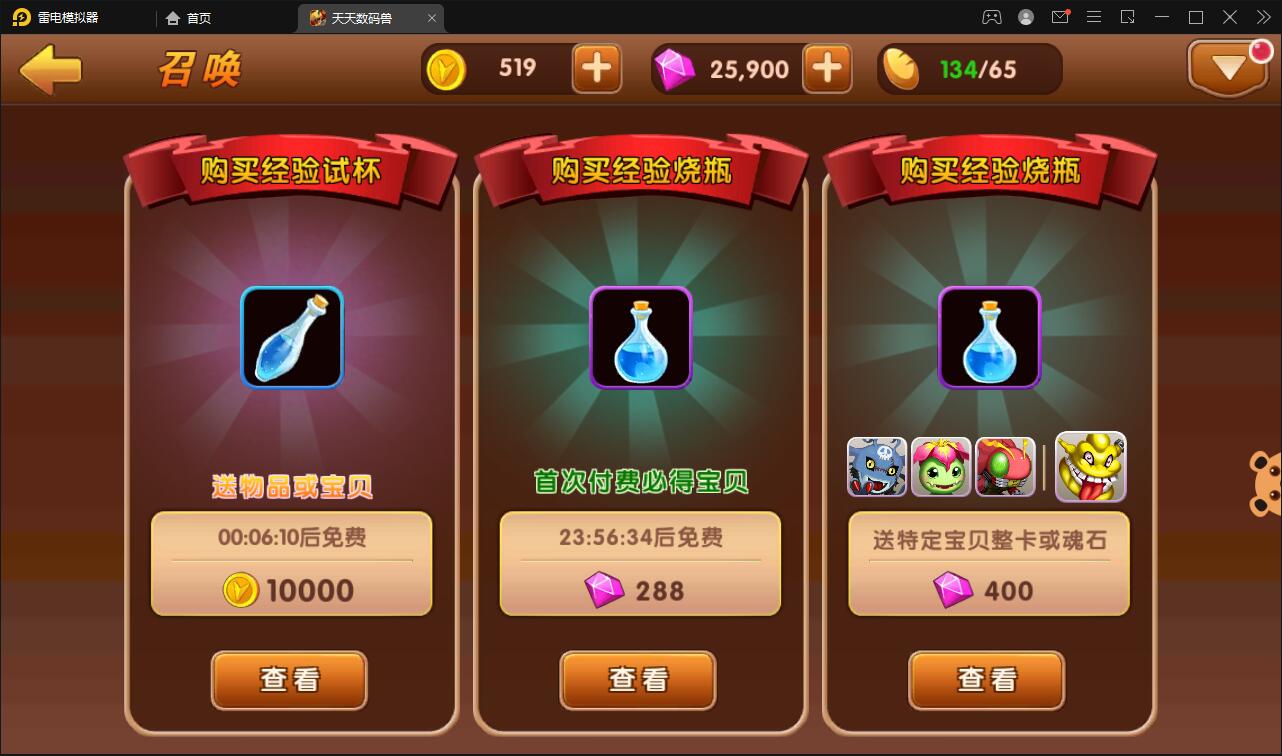 雷电模拟器
首页
天天数码兽
召唤
519
25,900
134/65
购买经验试杯
购买经验烧瓶
购买经验烧瓶
送物品或宝贝
首次付费必得宝贝
00:06:10后免费
10000
23:56:34后免费
288
送特定宝贝整卡或魂石
400
查看
查看
查看